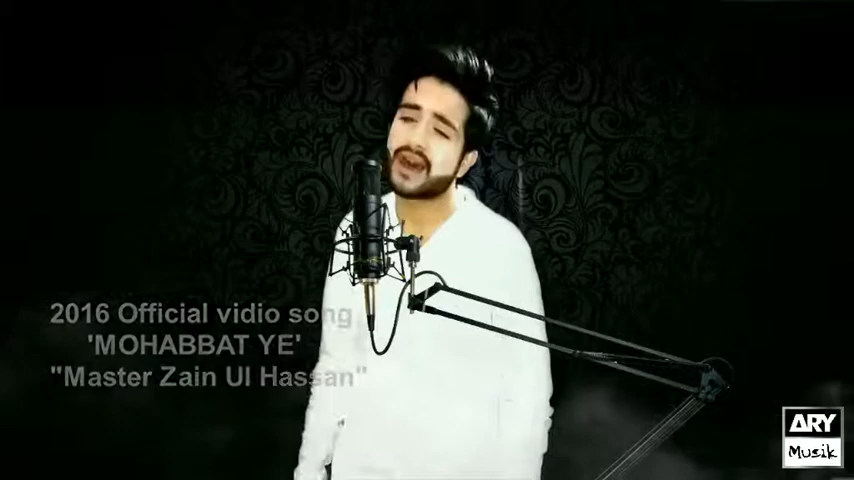 2016 Official vidio song
'MOHABBAT YE'
"Master Zain Ul Hassan"
ARY
Musik